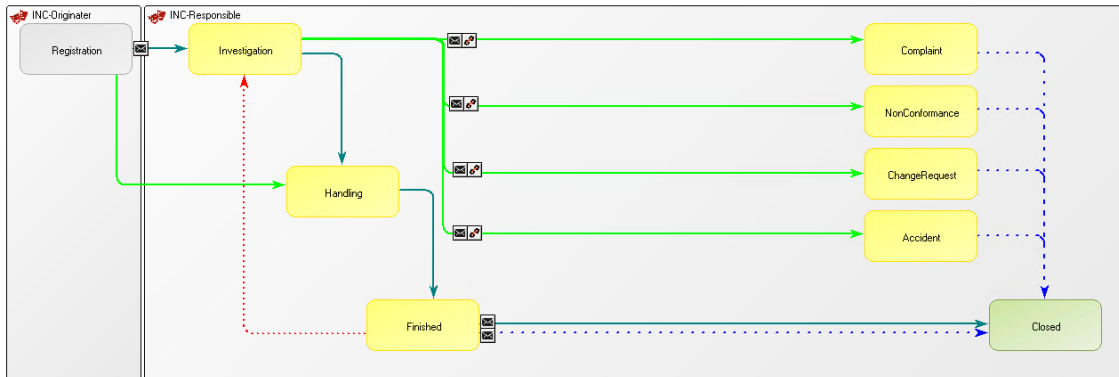 INC-Originater
INC-Responsible
Registration
Investigation
Complaint
NonConformance
Handling
ChangeRequest
Accident
Finished
Closed